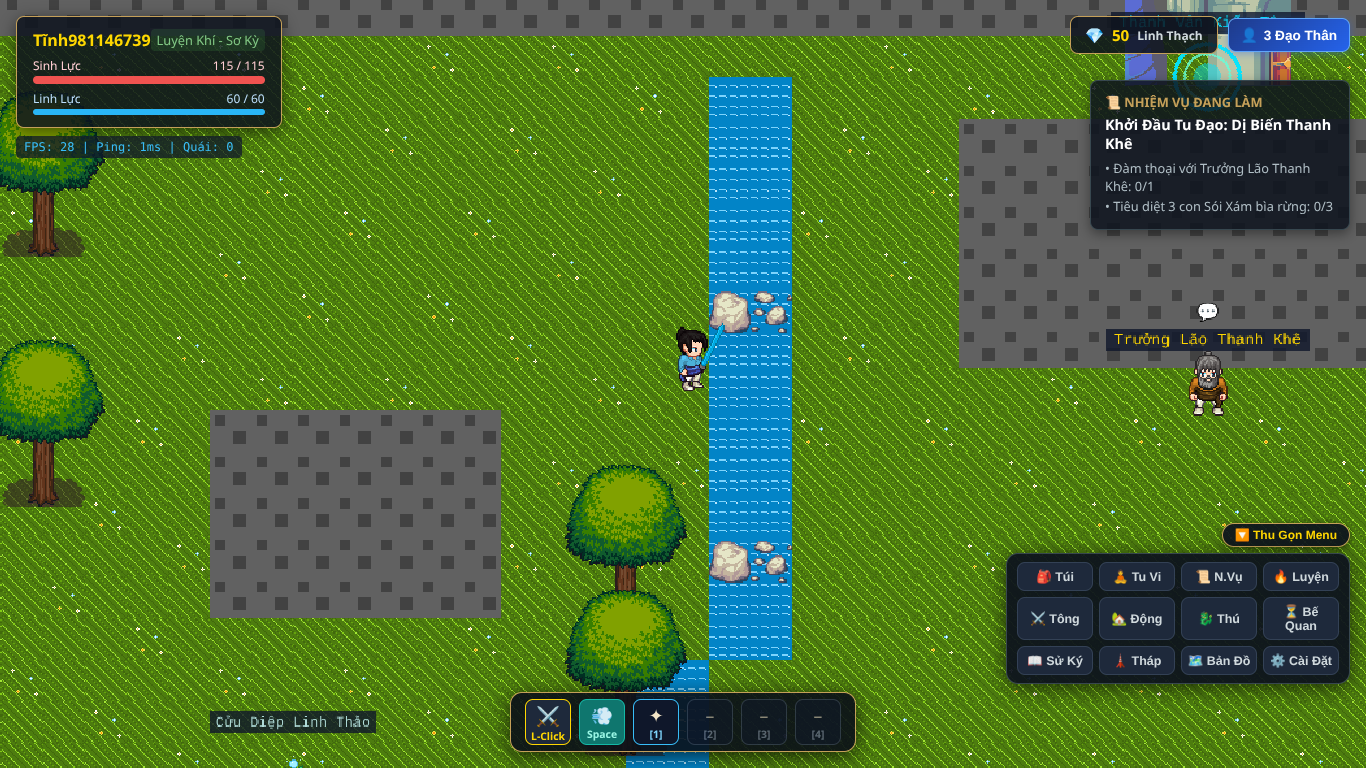 Tĩnh981146739 Luyện Khí - Sơ Kỳ
Sinh Lực 115 / 115
Linh Lực 60 / 60
FPS: 28 | Ping: 1ms | Quái: 0
50 Linh Thạch
3 Đạo Thân
NHIỆM VỤ ĐANG LÀM
Khởi Đầu Tu Đạo: Dị Biến Thanh
Khê
• Đàm thoại với Trưởng Lão Thanh
Khê: 0/1
• Tiêu diệt 3 con Sói Xám bìa rừng: 0/3
Trưởng Lão Thanh Khê
Thu Gọn Menu
Túi
Tu Vi
N.Vụ
Luyện
Tông
Động
Thú
Bế
Quan
Sử Ký
Tháp
Bản Đồ
Cài Đặt
Cửu Diệp Linh Thảo
L-Click
Space
[1]
[2]
[3]
[4]